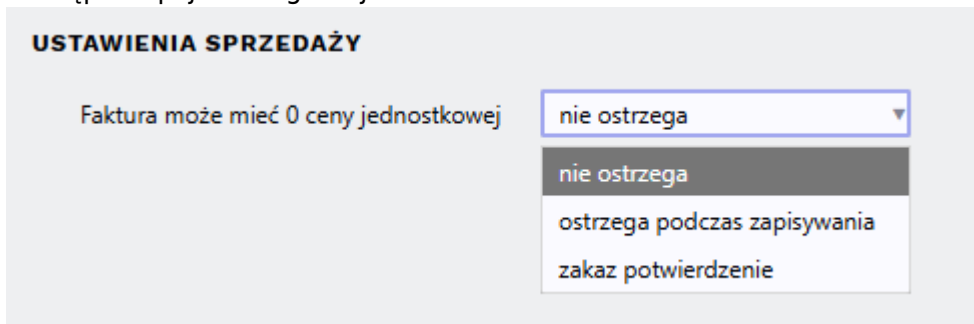 USTAWIENIA SPRZEDAŻY
Faktura może mieć 0 ceny jednostkowej nie ostrzega
nie ostrzega
ostrzega podczas zapisywania
zakaz potwierdzenie